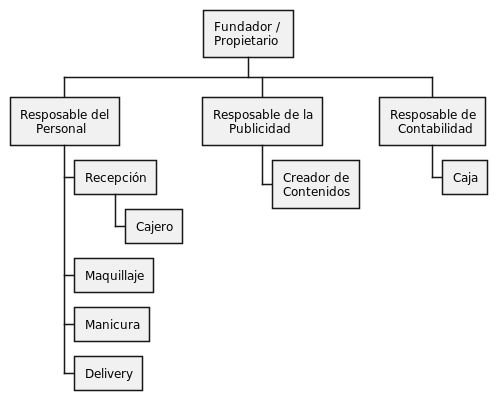 Fundador /
Propietario
Resposable del
Personal
Resposable de la
Publicidad
Resposable de
Contabilidad
Recepción
Creador de
Contenidos
Caja
Cajero
Maquillaje
Manicura
Delivery